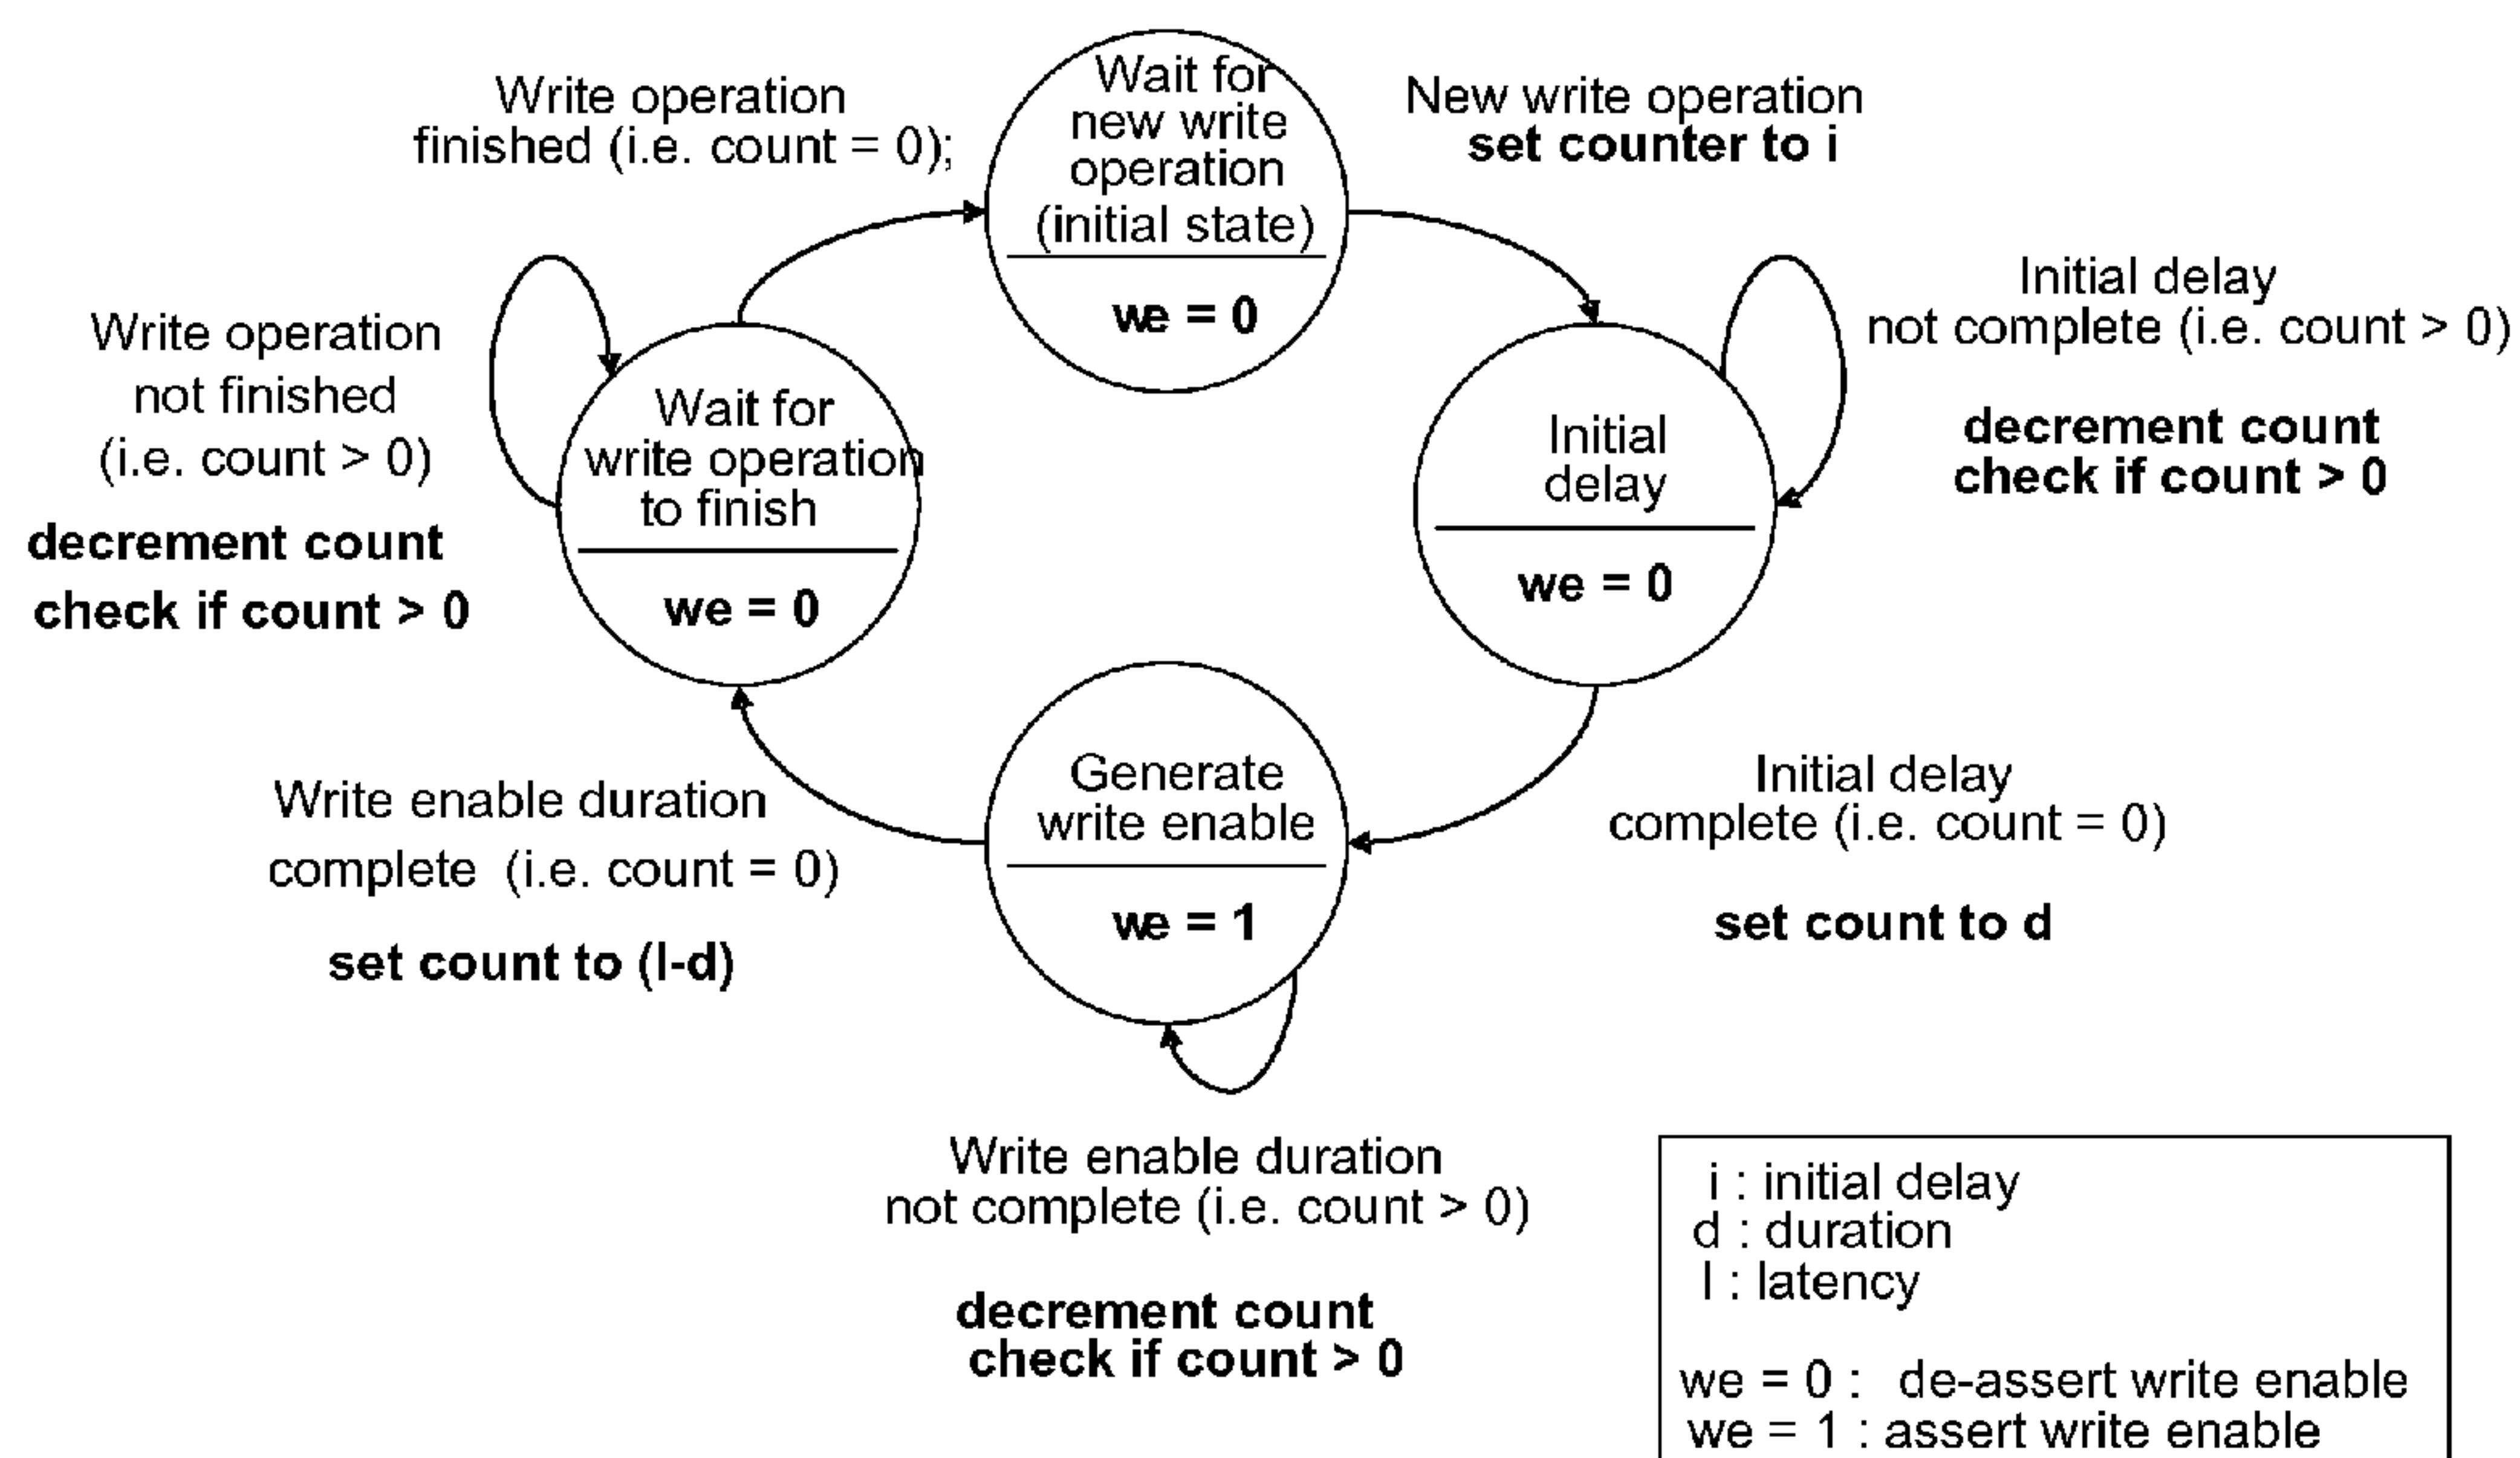 Write operation
finished (i.e. count = 0);
Wait for
new write
operation
(initial state)
we = 0
New write operation
set counter to i
Initial delay
not complete (i.e. count > 0)
decrement count
check if count > 0
Write operation
not finished
(i.e. count > 0)
decrement count
check if count > 0
Wait for
write operation
to finish
we = 0
Initial
delay
we = 0
Generate
write enable
we = 1
Initial delay
complete (i.e. count = 0)
set count to d
Write enable duration
complete (i.e. count = 0)
set count to (l-d)
Write enable duration
not complete (i.e. count > 0)
decrement count
check if count > 0
i : initial delay
d : duration
l : latency
we = 0 : de-assert write enable
we = 1 : assert write enable